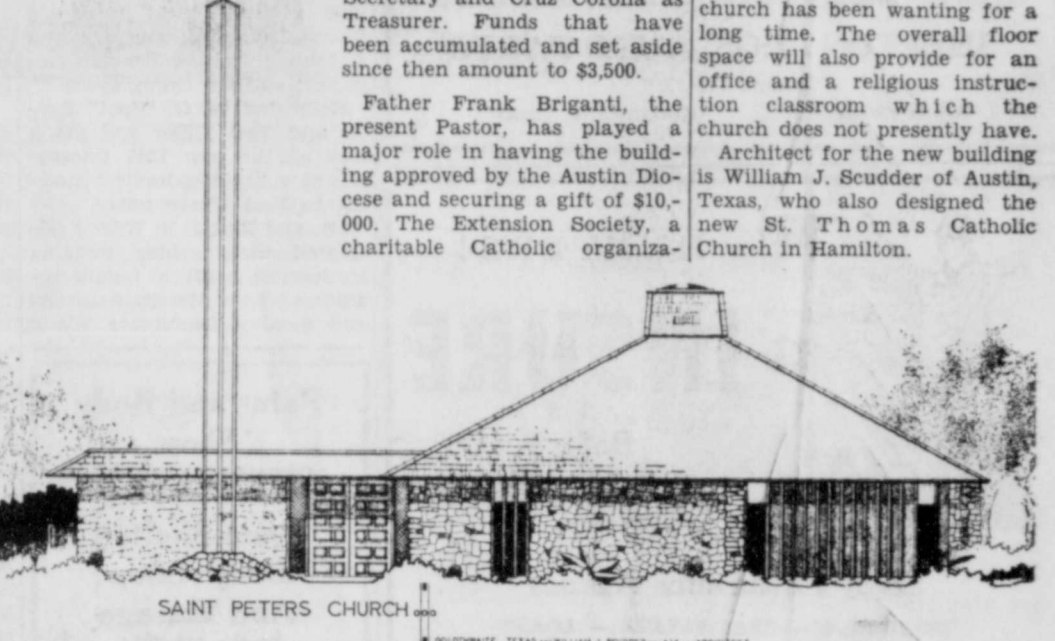 Secretary and Cruz Corona as
Treasurer. Funds that have
been accumulated and set aside
since then amount to $3,500.
Father Frank Briganti, the
present Pastor, has played a
major role in having the build-
ing approved by the Austin Dio-
cese and securing a gift of $10,-
000. The Extension Society, a
charitable Catholic organiza-
church has been wanting for a
long time. The overall floor
space will also provide for an
office and a religious instruc-
tion classroom which the
church does not presently have.
Architect for the new building
is William J. Scudder of Austin,
Texas, who also designed the
new St. Thomas Catholic
Church in Hamilton.
SAINT PETERS CHURCH